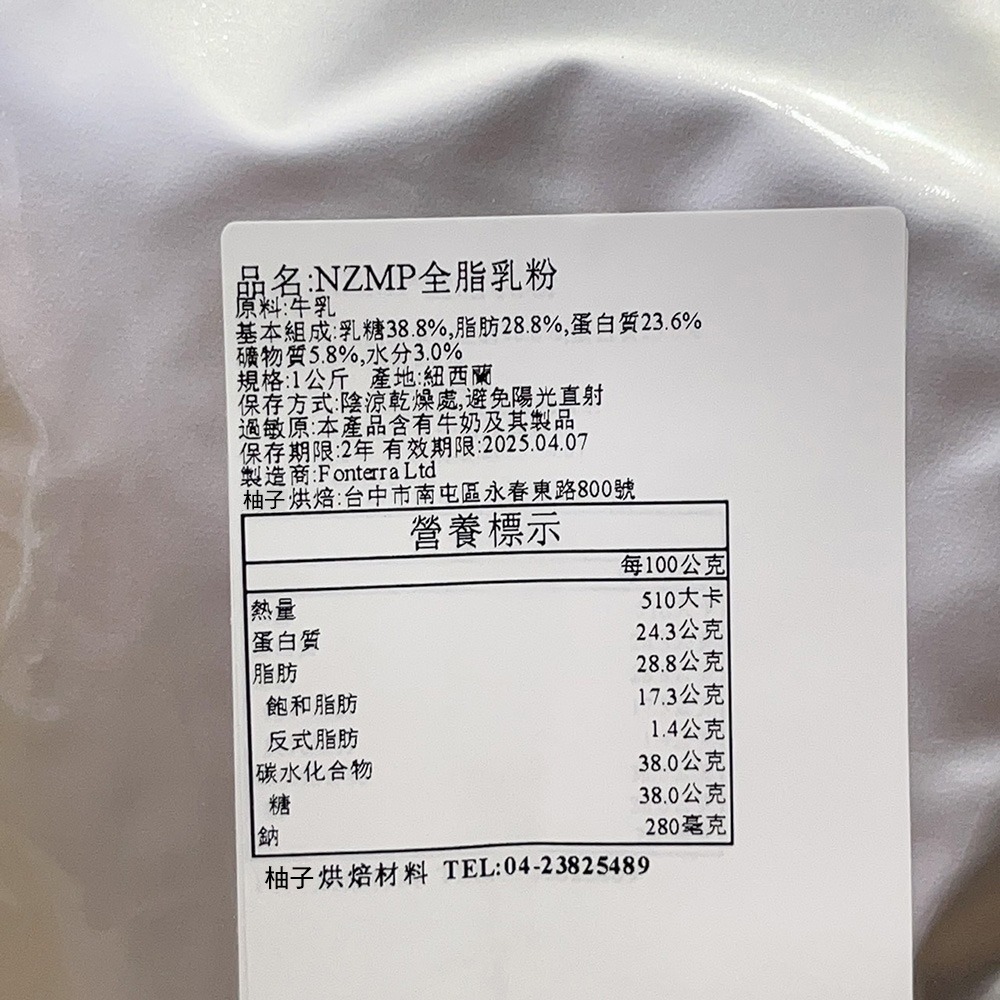 品名:NZMP全脂乳粉
原料:牛乳
基本組成:乳糖38.8%,脂肪28.8%,蛋白質23.6%
礦物質5.8%,水分3.0%
規格:1公斤 產地:紐西蘭
保存方式:陰涼乾燥處,避免陽光直射
過敏原:本產品含有牛奶及其製品
保存期限:2年 有效期限:2025.04.07
製造商:Fonterra Ltd
柚子烘焙:台中市南屯區永春東路800號
營養標示
每100公克
熱量 510大卡
蛋白質 24.3公克
脂肪 28.8公克
飽和脂肪 17.3公克
反式脂肪 1.4公克
碳水化合物 38.0公克
糖 38.0公克
鈉 280毫克
柚子烘焙材料 TEL:04-23825489